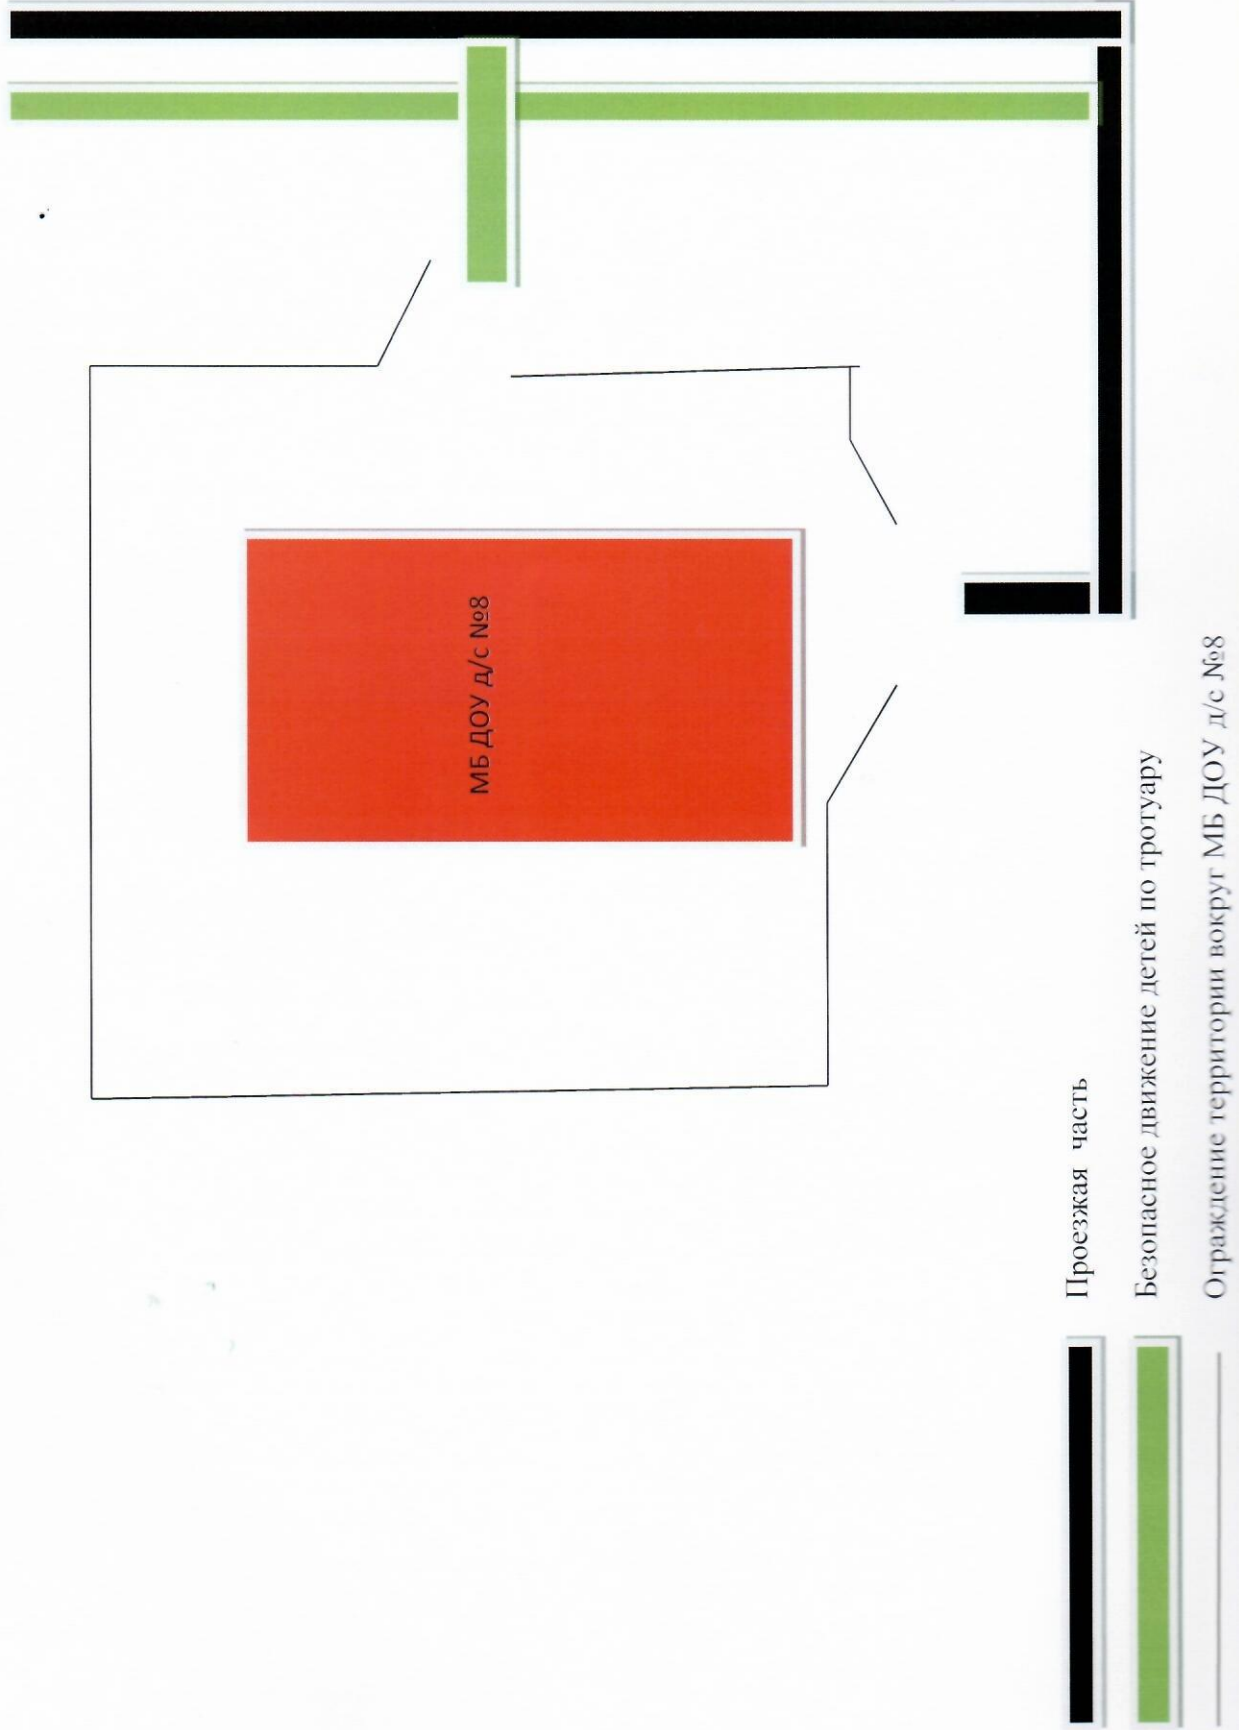 МБ ДОУ д/с №8
Проезжая часть
Безопасное движение детей по тротуару
Ограждение территории вокруг МБ ДОУ д/с №8